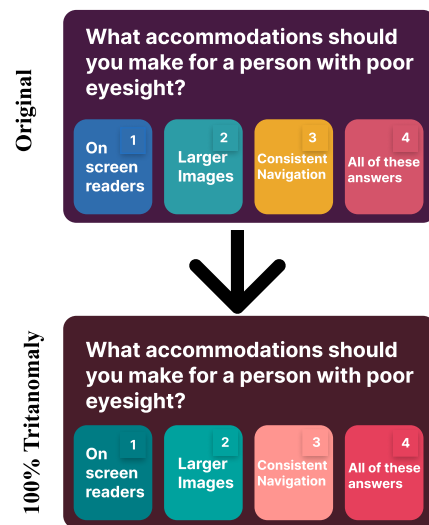 Original
What accommodations should
you make for a person with poor
eyesight?
1
On
screen
readers
2
Larger
Images
3
Consistent
Navigation
4
All of these
answers
100% Tritanomaly
What accommodations should
you make for a person with poor
eyesight?
1
On
screen
readers
2
Larger
Images
3
Consistent
Navigation
4
All of these
answers